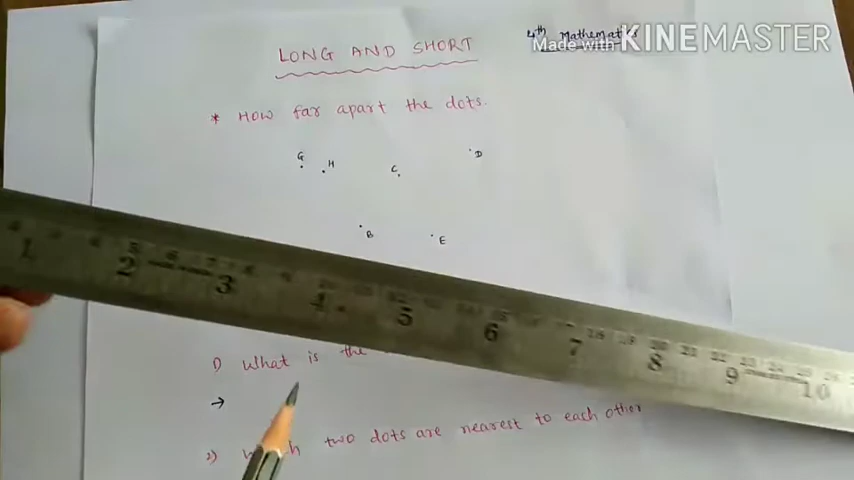 LONG AND SHORT
4th Mathematics
Made with KINEMASTER
* How far apart the dots.
G
H
C
D
B
E
1 2 3 4 5 6 7 8 9 10
1) What is the
→
2) two dots are nearest to each other